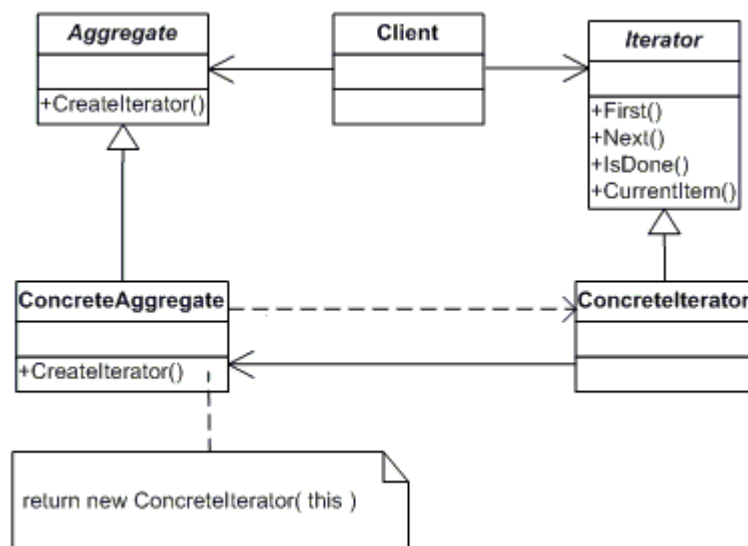 Aggregate
Client
Iterator
+CreateIterator()
+First()
+Next()
+IsDone()
+CurrentItem()
ConcreteAggregate
ConcreteIterator
+CreateIterator()
return new ConcreteIterator( this )